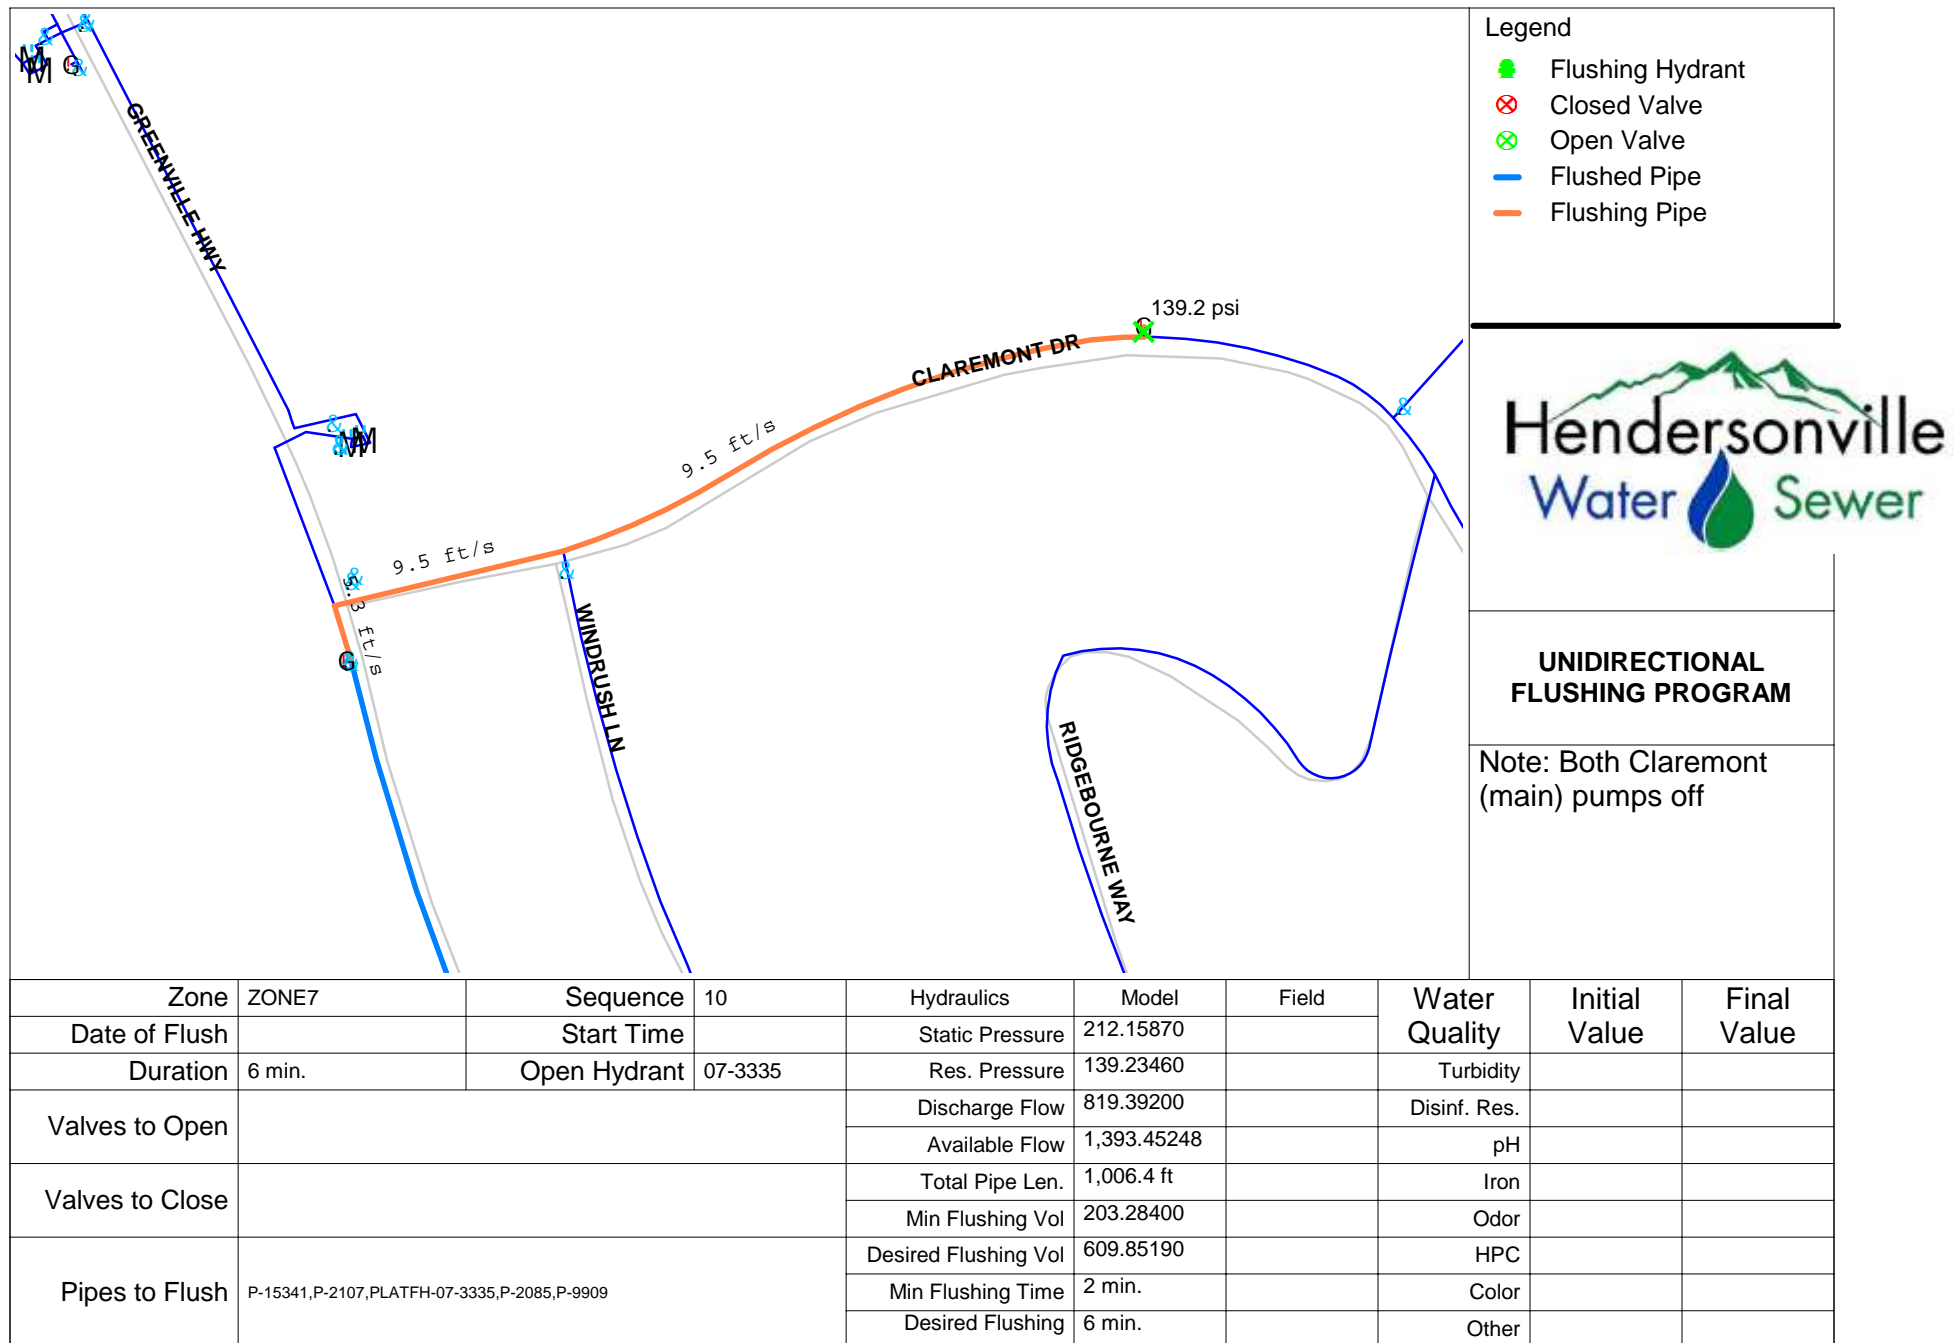 Legend
Flushing Hydrant
Closed Valve
Open Valve
Flushed Pipe
Flushing Pipe
&
&
M
M
G
&
GREENVILLE HWY
139.2 psi
G
CLAREMONT DR
&
&
M
M
&
9.5 ft/s
9.5 ft/s
&
5.3 ft/s
G
&
&
WINDRUSH LN
RIDGEBOURNE WAY
Hendersonville
Water Sewer
UNIDIRECTIONAL
FLUSHING PROGRAM
Note: Both Claremont
(main) pumps off
Zone ZONE7 Sequence 10 Hydraulics Model Field Water Quality Initial Value Final Value
Date of Flush Start Time Static Pressure 212.15870
Duration 6 min. Open Hydrant 07-3335 Res. Pressure 139.23460 Turbidity
Valves to Open Discharge Flow 819.39200 Disinf. Res.
Available Flow 1,393.45248 pH
Valves to Close Total Pipe Len. 1,006.4 ft Iron
Min Flushing Vol 203.28400 Odor
Pipes to Flush P-15341,P-2107,PLATFH-07-3335,P-2085,P-9909 Desired Flushing Vol 609.85190 HPC
Min Flushing Time 2 min. Color
Desired Flushing 6 min. Other